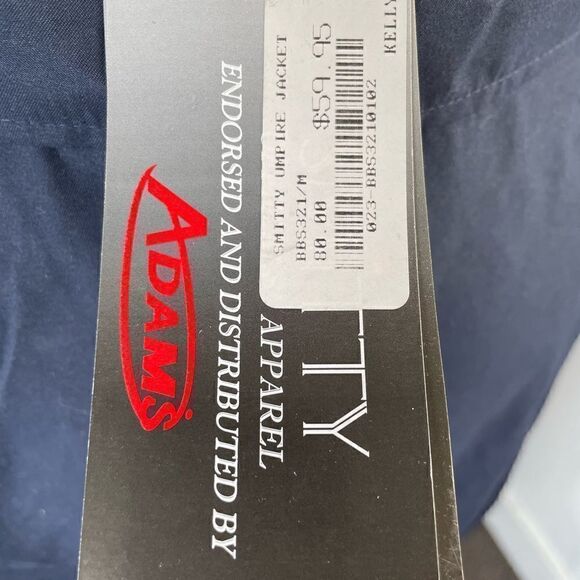 KELLY
SMITTY UMPIRE JACKET
BBS321/M
80.00 $59.95
023-BBS3210102
TTY
APPAREL
ENDORSED AND DISTRIBUTED BY
ADAMS